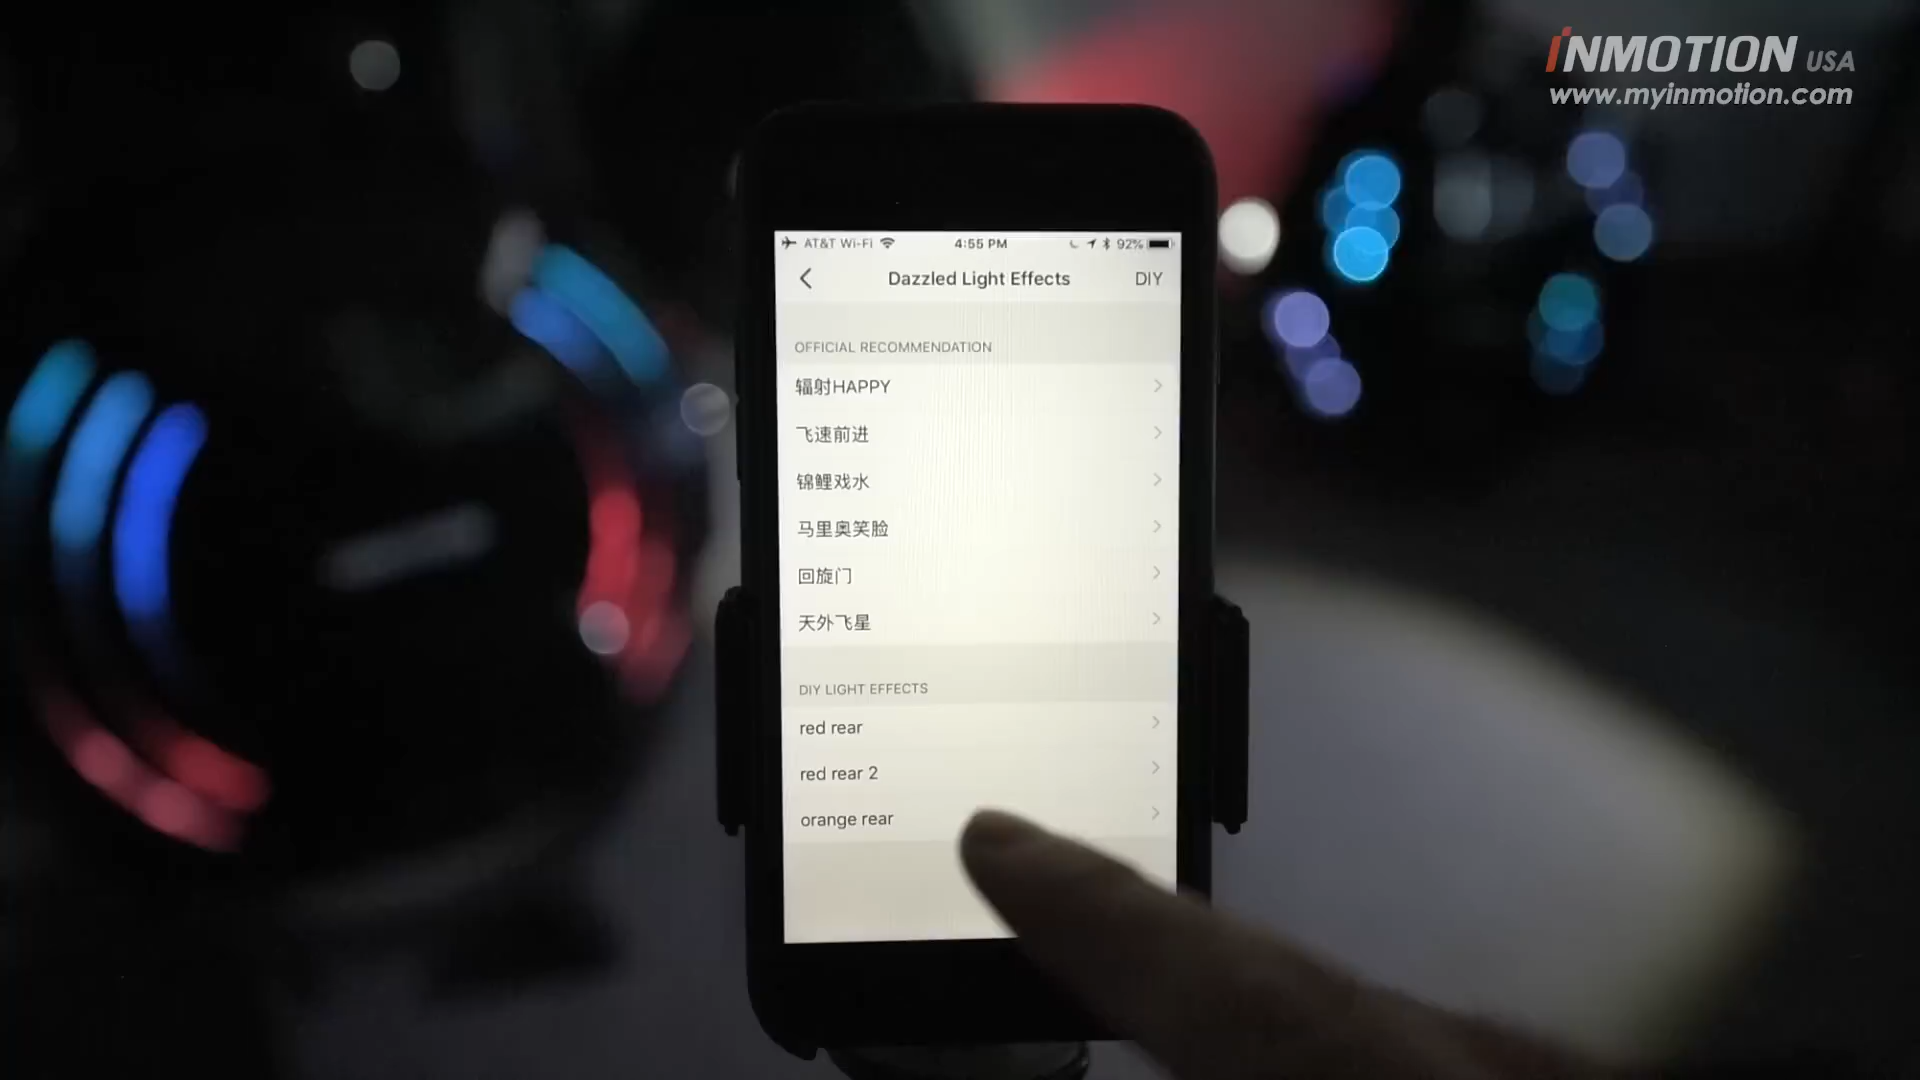 INMOTION USA
www.myinmotion.com
AT&T Wi-Fi 4:55 PM 92%
Dazzled Light Effects DIY
OFFICIAL RECOMMENDATION
辐射HAPPY
飞速前进
锦鲤戏水
马里奥笑脸
回旋门
天外飞星
DIY LIGHT EFFECTS
red rear
red rear 2
orange rear